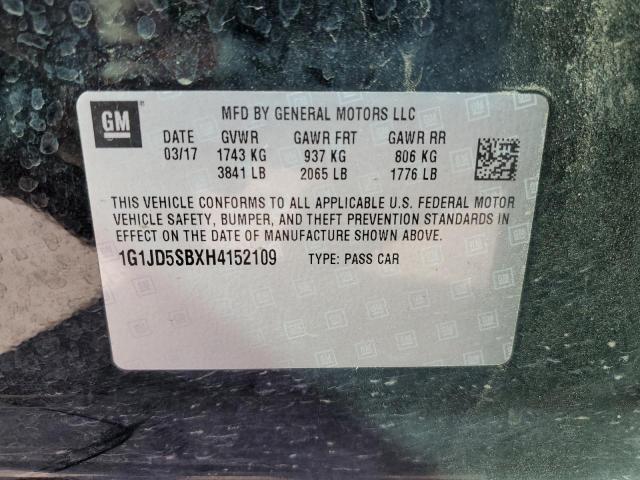 GM
MFD BY GENERAL MOTORS LLC
DATE GVWR GAWR FRT GAWR RR
03/17 1743 KG 937 KG 806 KG
3841 LB 2065 LB 1776 LB
THIS VEHICLE CONFORMS TO ALL APPLICABLE U.S. FEDERAL MOTOR
VEHICLE SAFETY, BUMPER, AND THEFT PREVENTION STANDARDS IN
EFFECT ON THE DATE OF MANUFACTURE SHOWN ABOVE.
1G1JD5SBXH4152109 TYPE: PASS CAR